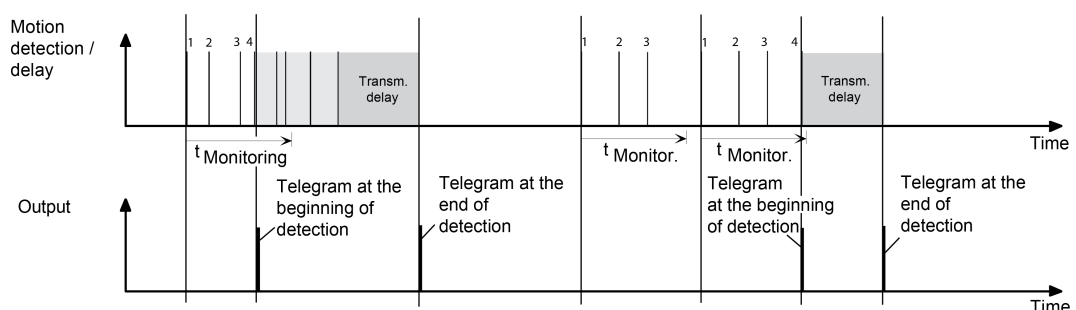 Motion
detection /
delay
1 2 3 4
Transm.
delay
1 2 3
1 2 3 4
Transm.
delay
Time
t Monitoring
t Monitor.
t Monitor.
Output
Telegram at the
beginning of
detection
Telegram at the
end of
detection
Telegram
at the beginning
of detection
Telegram at the
end of
detection
Time